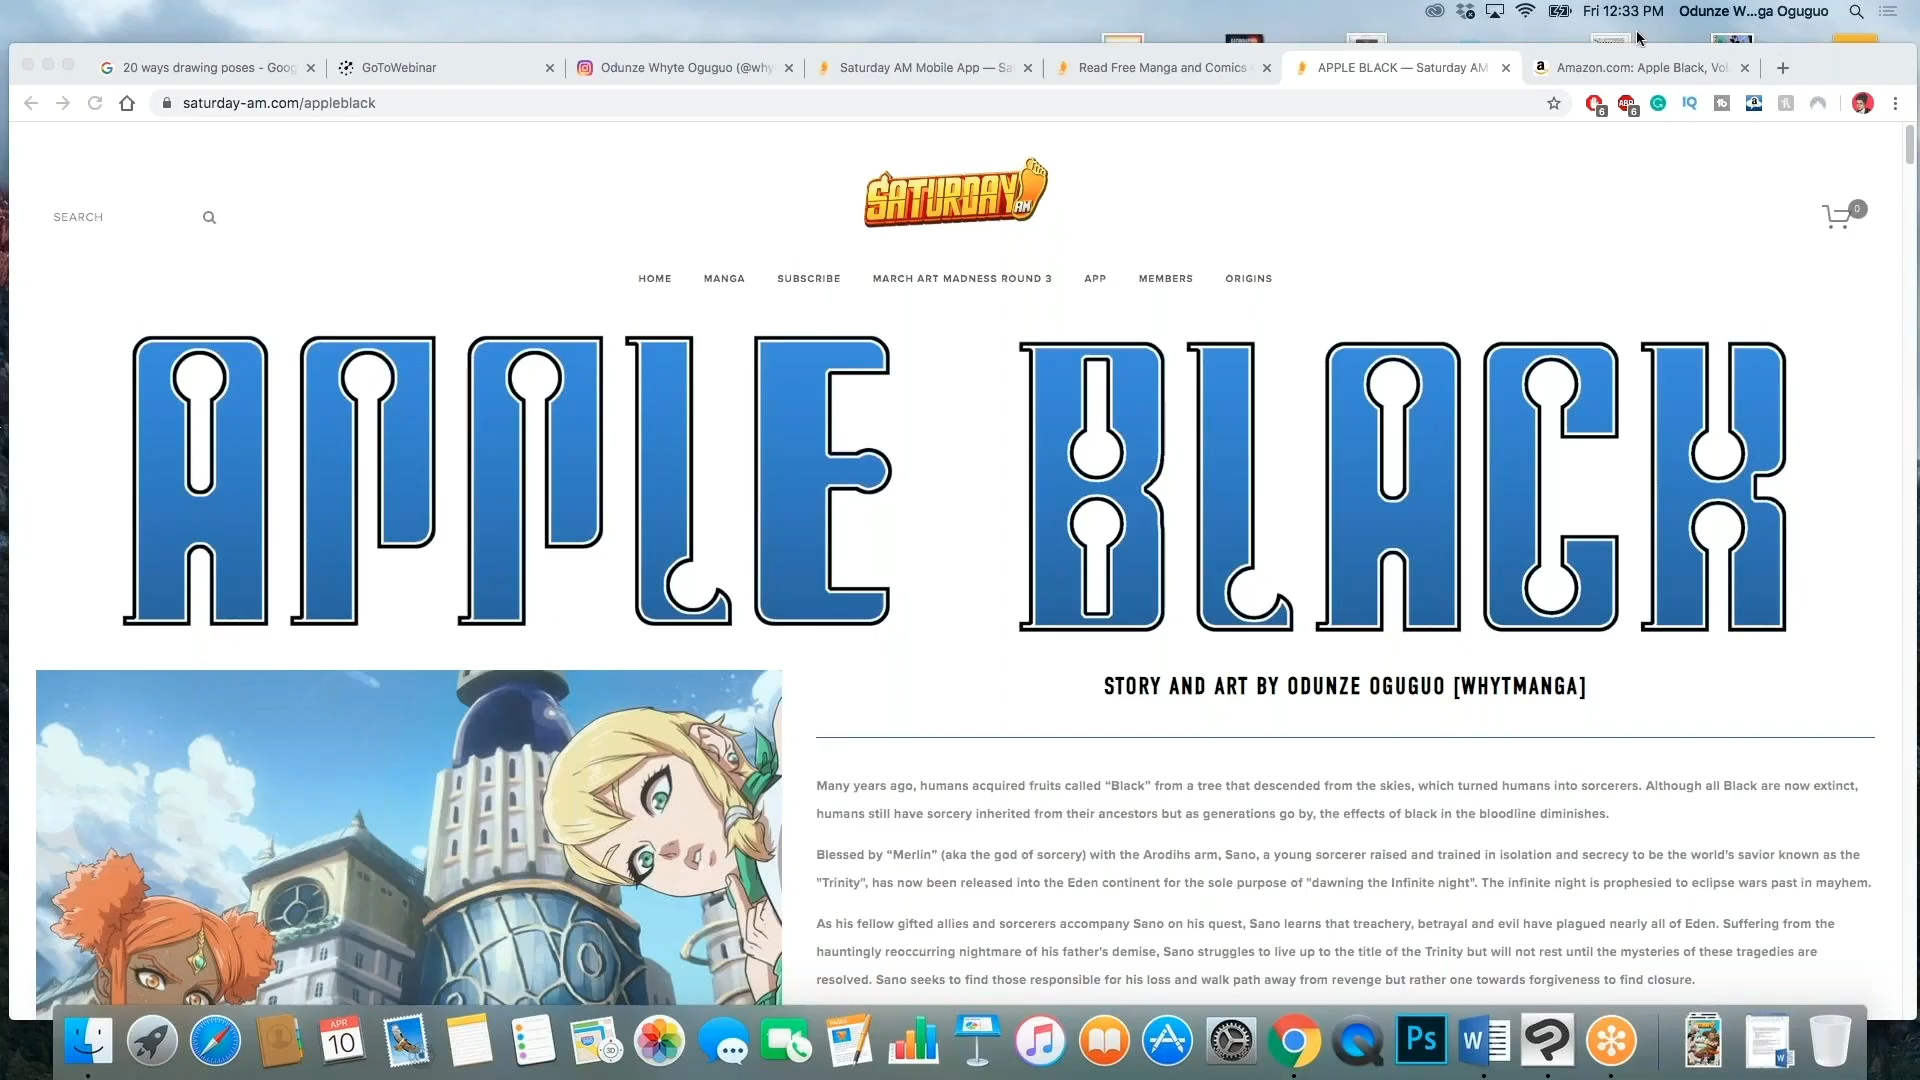 Fri 12:33 PM Odunze W...ga Oguguo
20 ways drawing poses - Goog
GoToWebinar
Odunze Whyte Oguguo (@why
Saturday AM Mobile App — Sa
Read Free Manga and Comics
APPLE BLACK — Saturday AM
Amazon.com: Apple Black, Vol.
saturday-am.com/appleblack
6
ABP
6
IQ
SATURDAY AM
SEARCH
0
HOME
MANGA
SUBSCRIBE
MARCH ART MADNESS ROUND 3
APP
MEMBERS
ORIGINS
APPLE BLACK
STORY AND ART BY ODUNZE OGUGUO [WHYTMANGA]
Many years ago, humans acquired fruits called “Black” from a tree that descended from the skies, which turned humans into sorcerers. Although all Black are now extinct,
humans still have sorcery inherited from their ancestors but as generations go by, the effects of black in the bloodline diminishes.
Blessed by “Merlin” (aka the god of sorcery) with the Arodihs arm, Sano, a young sorcerer raised and trained in isolation and secrecy to be the world's savior known as the
"Trinity", has now been released into the Eden continent for the sole purpose of "dawning the Infinite night". The infinite night is prophesied to eclipse wars past in mayhem.
As his fellow gifted allies and sorcerers accompany Sano on his quest, Sano learns that treachery, betrayal and evil have plagued nearly all of Eden. Suffering from the
hauntingly reoccurring nightmare of his father's demise, Sano struggles to live up to the title of the Trinity but will not rest until the mysteries of these tragedies are
resolved. Sano seeks to find those responsible for his loss and walk path away from revenge but rather one towards forgiveness to find closure.
APR
10
3D
PAGES
Ps
W
W